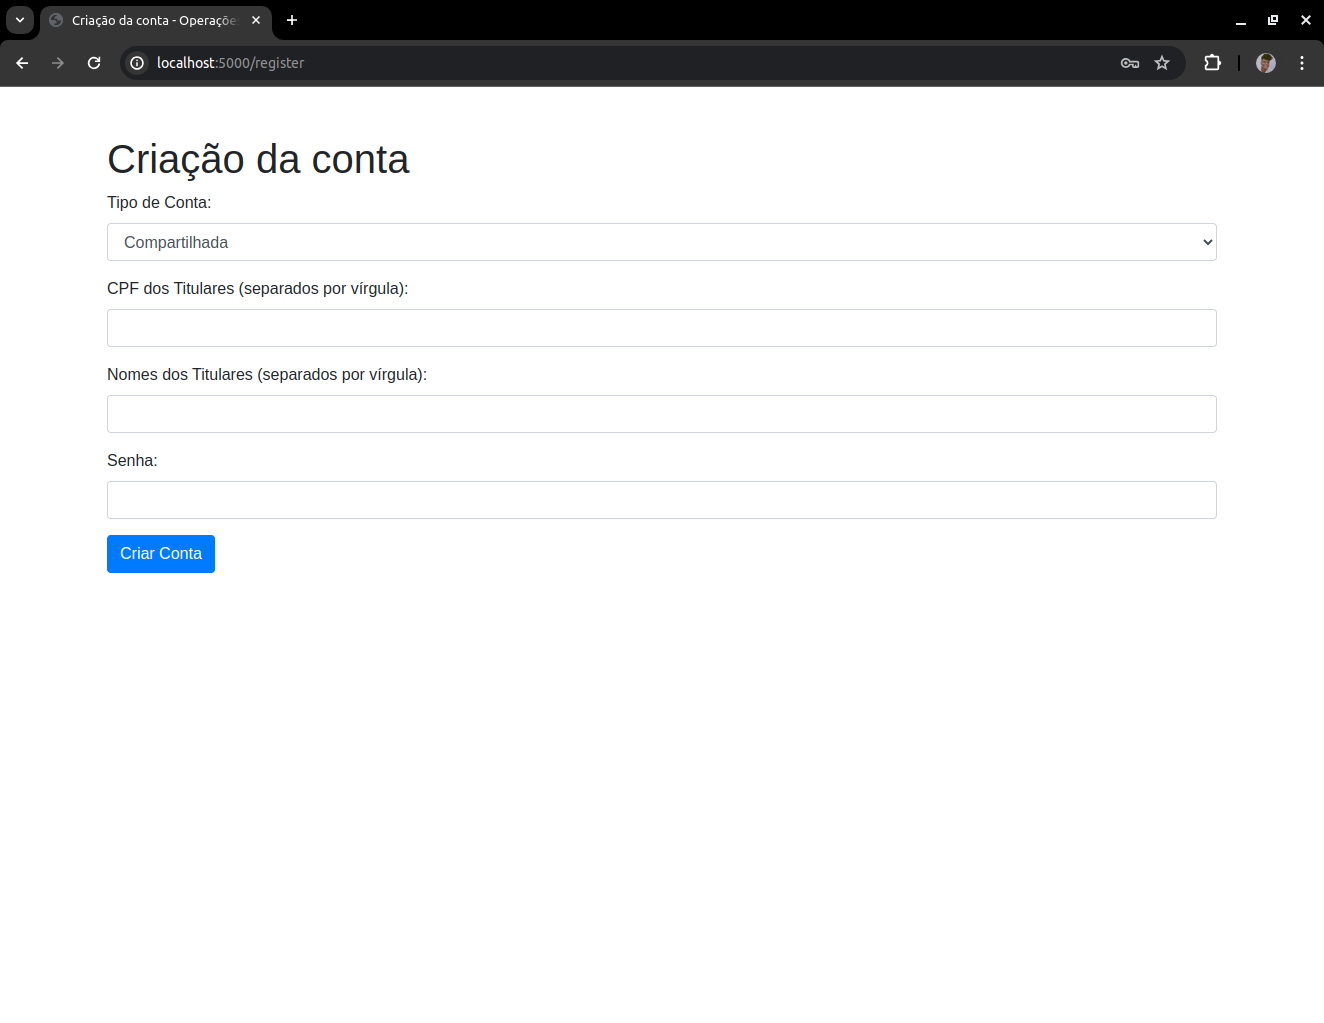 Criação da conta - Operaçõe
localhost:5000/register
Criação da conta
Tipo de Conta:
Compartilhada
CPF dos Titulares (separados por vírgula):
Nomes dos Titulares (separados por vírgula):
Senha:
Criar Conta